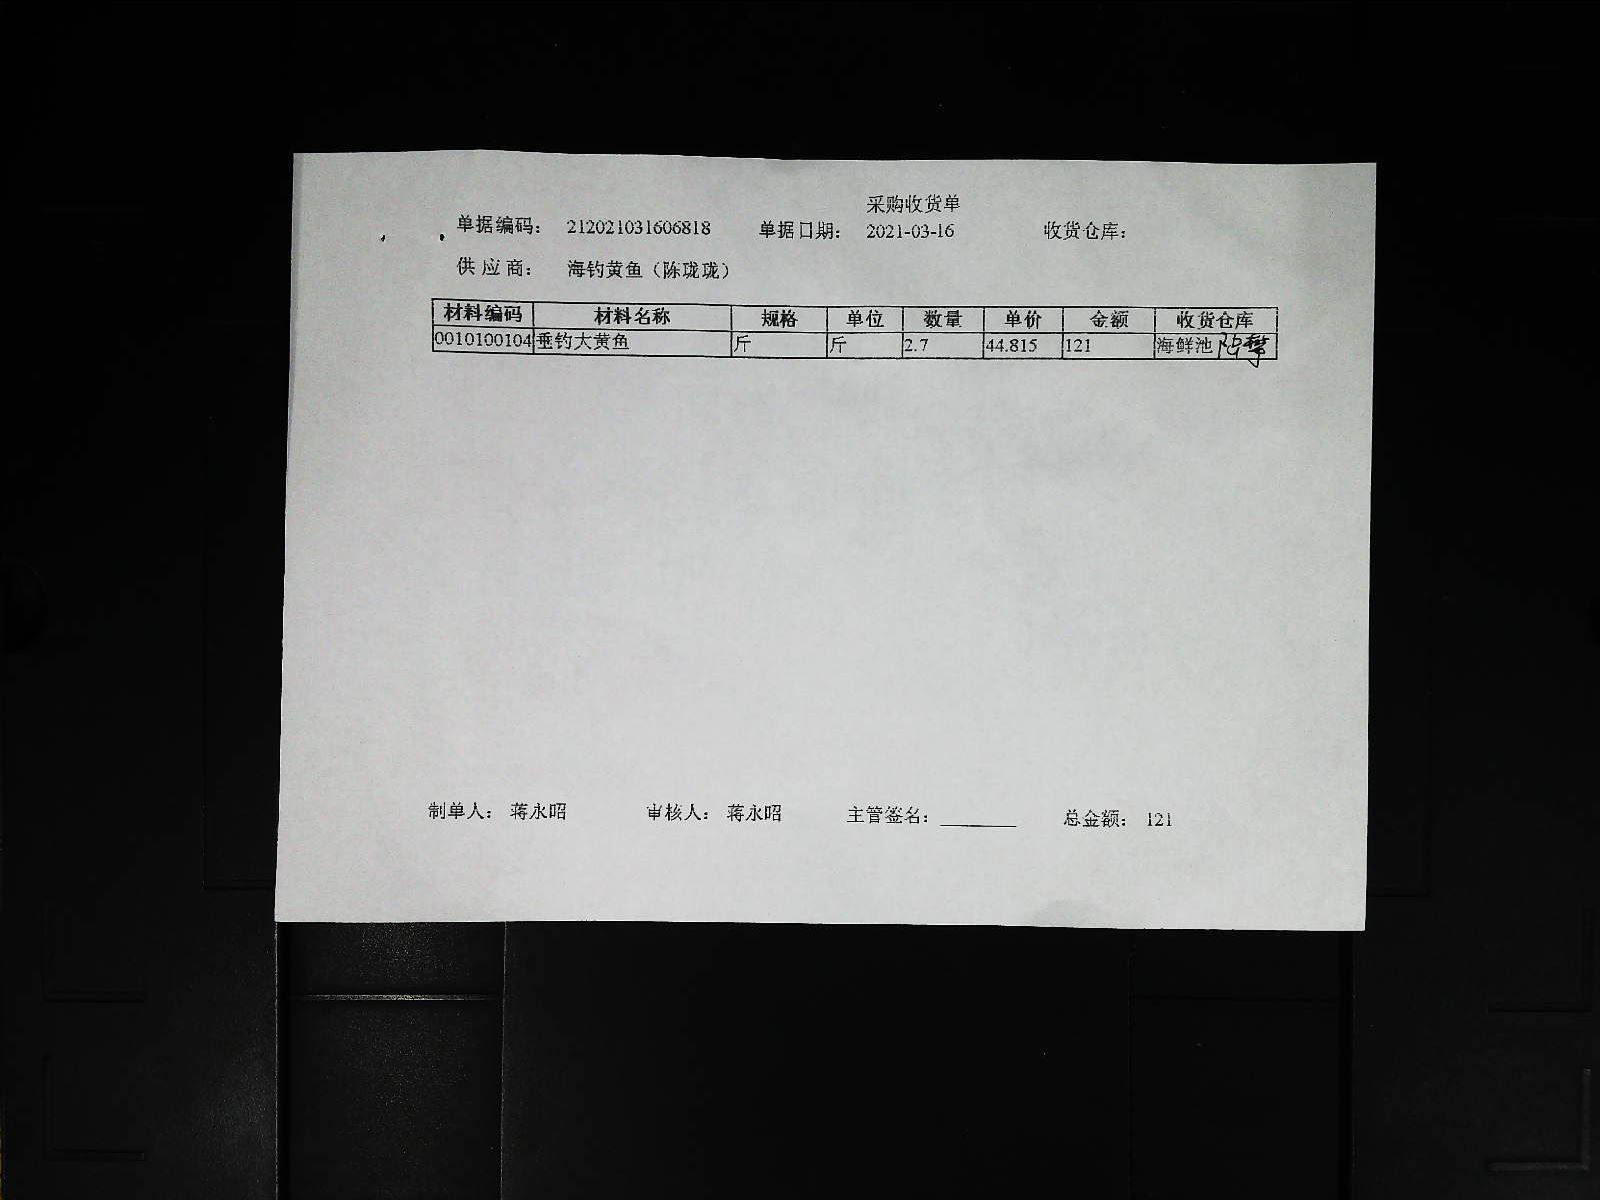 采购收货单
单据编码： 212021031606818 单据日期： 2021-03-16 收货仓库：
供应商： 海钓黄鱼（陈珑珑）
材料编码 材料名称 规格 单位 数量 单价 金额 收货仓库
0010100104 垂钓大黄鱼 斤 斤 2.7 44.815 121 海鲜池
制单人： 蒋永昭 审核人： 蒋永昭 主管签名：________ 总金额： 121